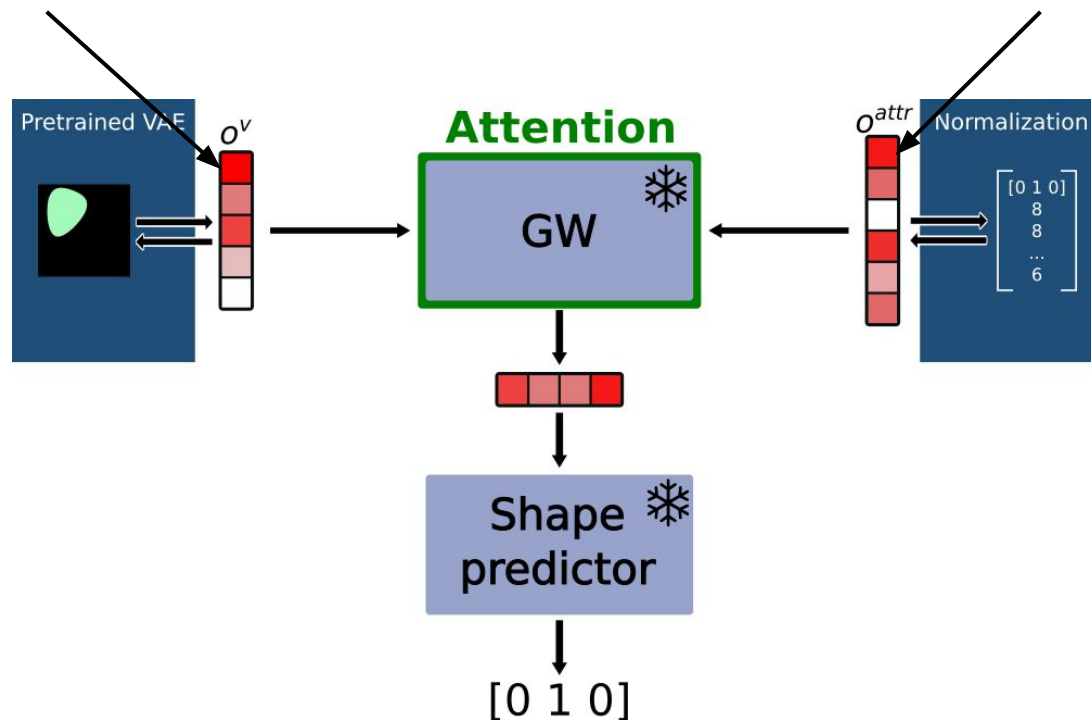 Pretrained VAE
o^v
Attention
o^attr
Normalization
GW
[0 1 0]
8
8
...
6
Shape
predictor
[0 1 0]